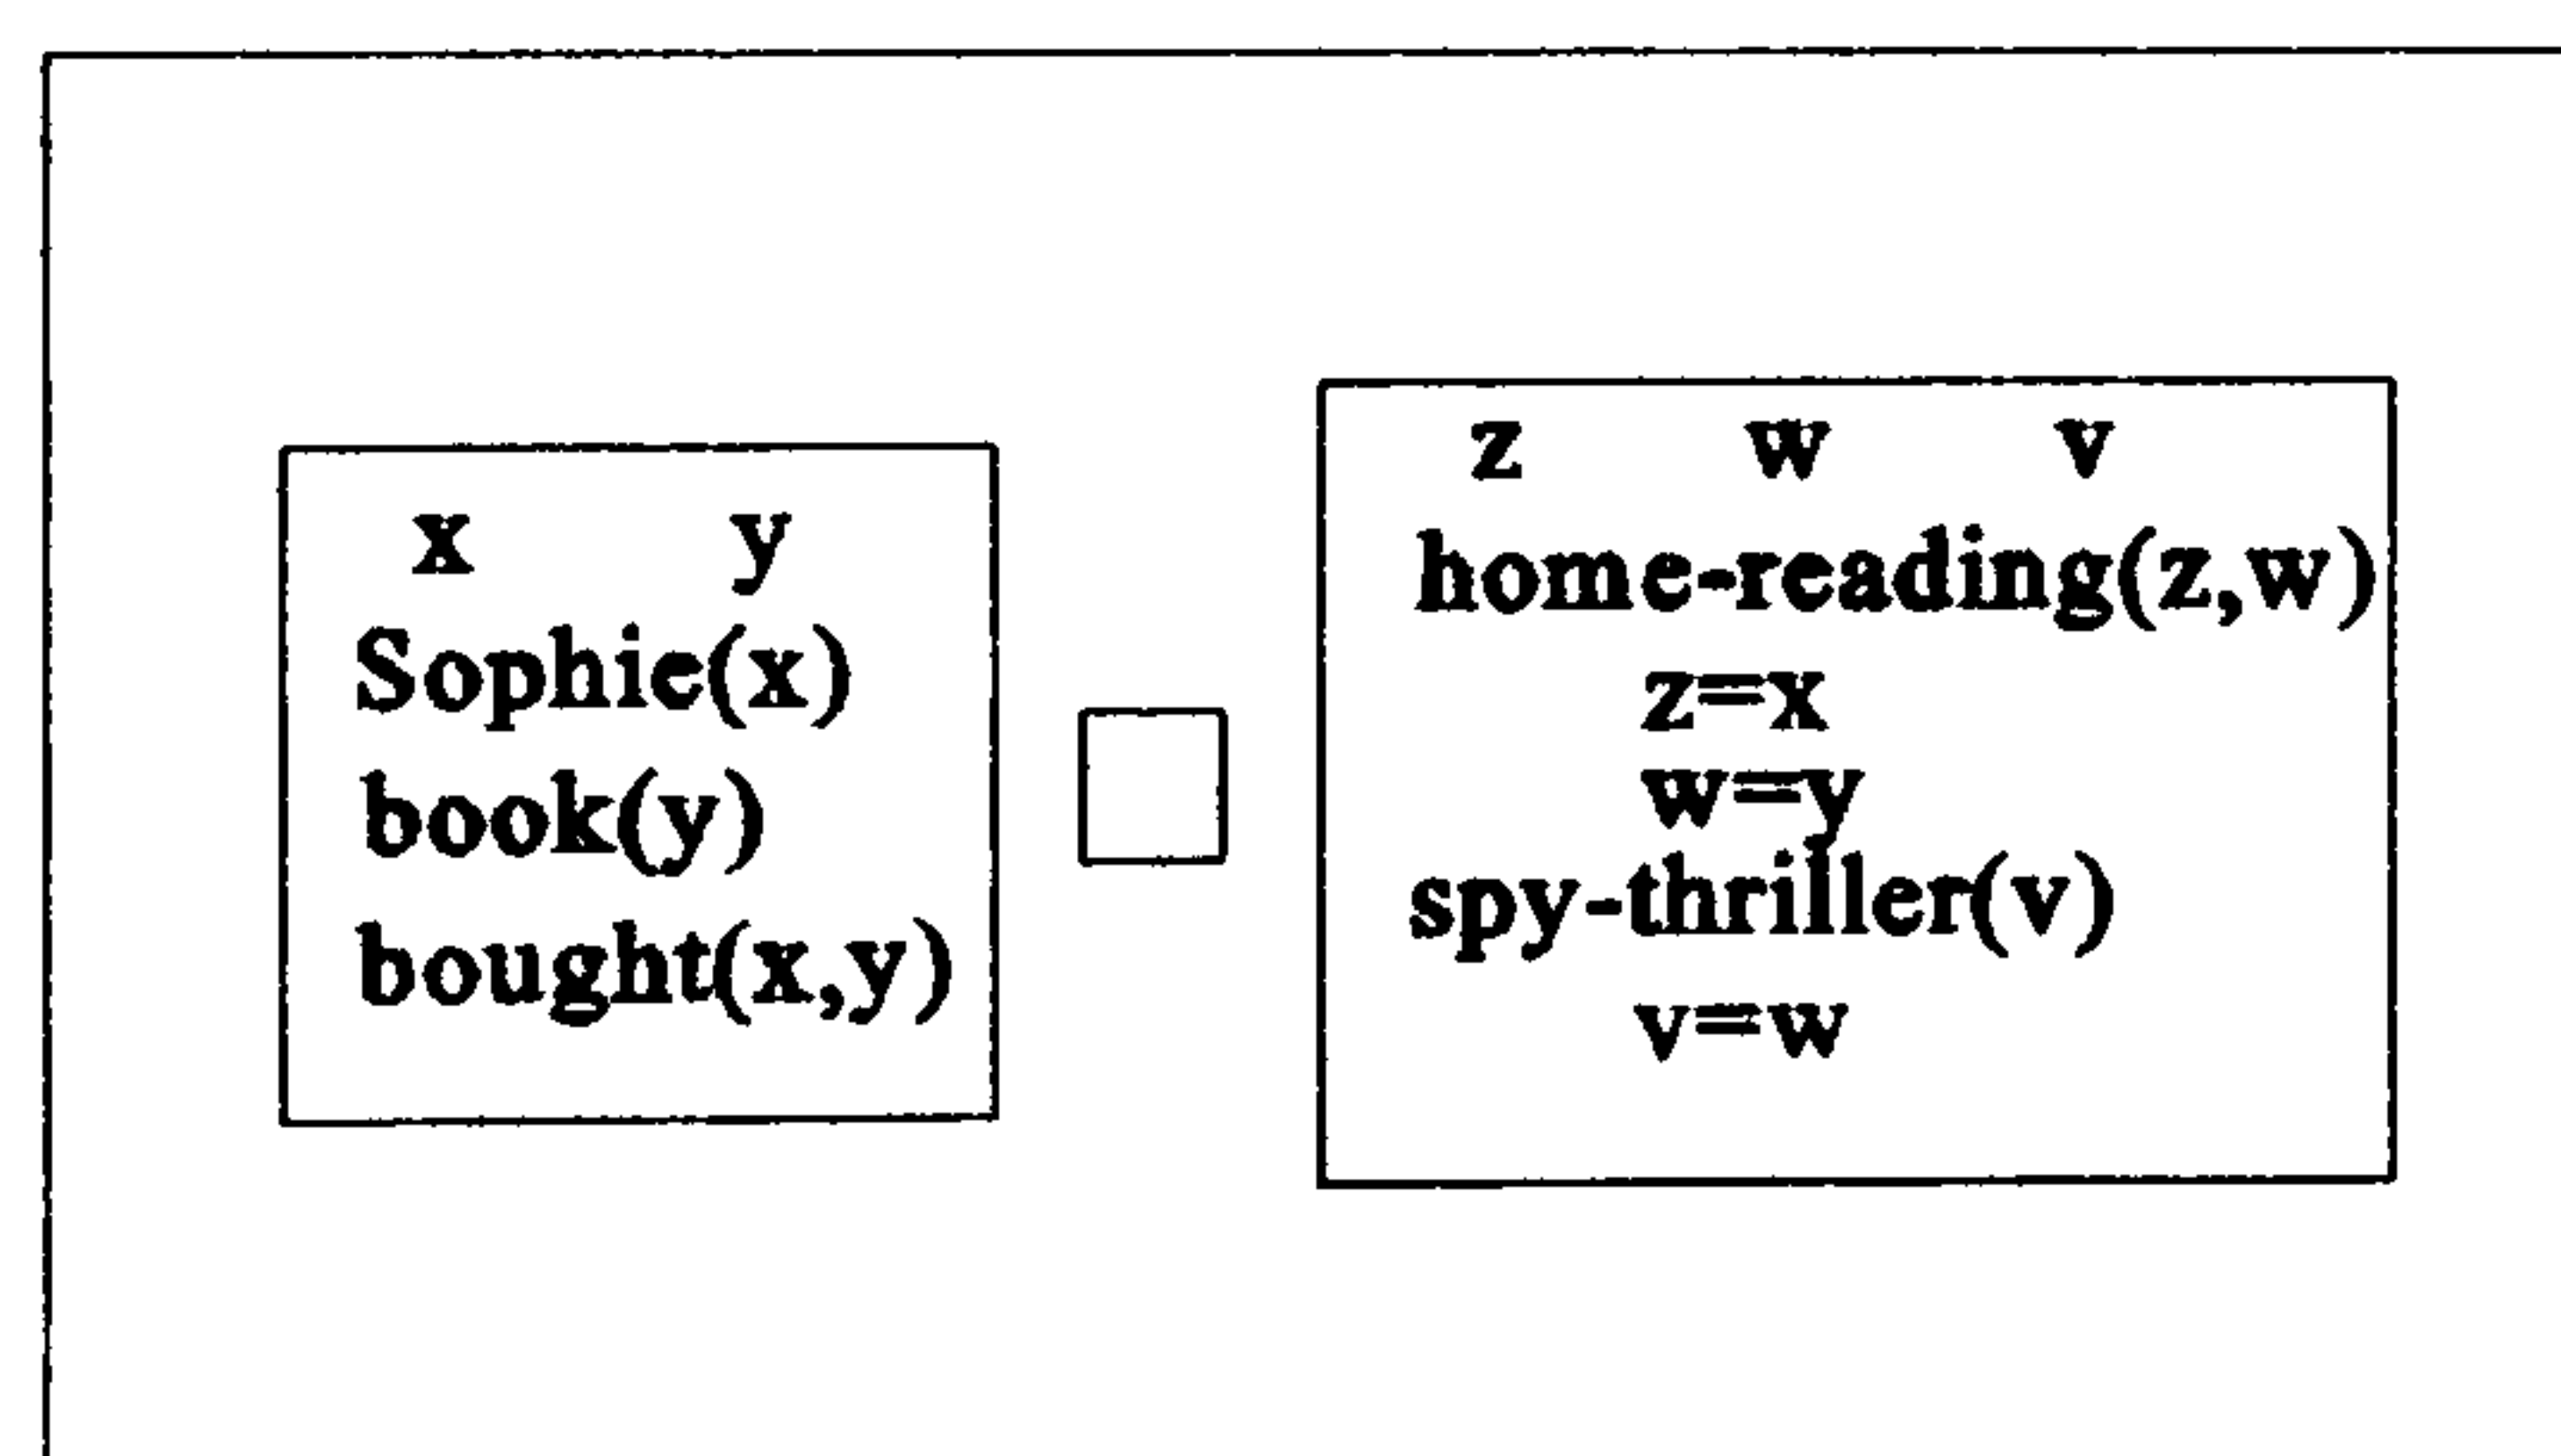 x y
Sophie(x)
book(y)
bought(x,y)
z w v
home-reading(z,w)
z=x
w=y
spy-thriller(v)
v=w